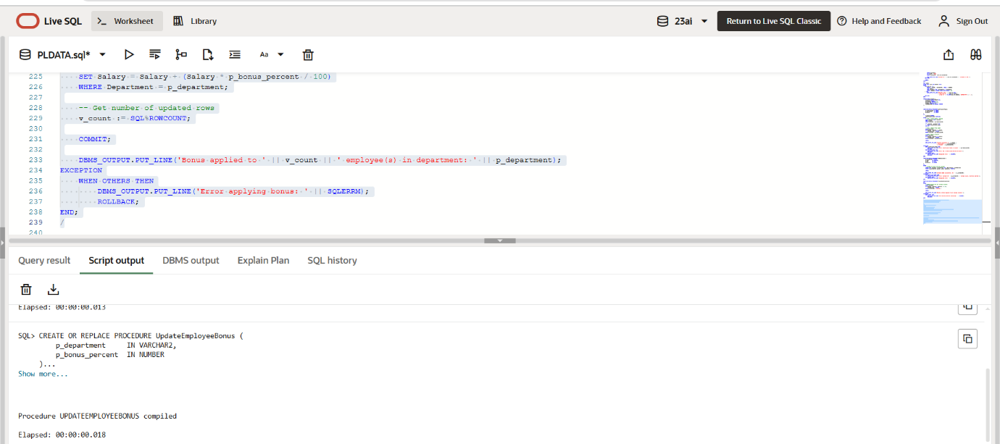 Live SQL
Worksheet
Library
23ai
Return to Live SQL Classic
Help and Feedback
Sign Out
PLDATA.sql*
Aa
225 SET Salary = Salary + (Salary * p_bonus_percent / 100)
226 WHERE Department = p_department;
227
228 -- Get number of updated rows
229 v_count := SQL%ROWCOUNT;
230
231 COMMIT;
232
233 DBMS_OUTPUT.PUT_LINE('Bonus applied to ' || v_count || ' employee(s) in department: ' || p_department);
234 EXCEPTION
235 WHEN OTHERS THEN
236 DBMS_OUTPUT.PUT_LINE('Error applying bonus: ' || SQLERRM);
237 ROLLBACK;
238 END;
239 /
240
Query result
Script output
DBMS output
Explain Plan
SQL history
Elapsed: 00:00:00.013
SQL> CREATE OR REPLACE PROCEDURE UpdateEmployeeBonus (
p_department IN VARCHAR2,
p_bonus_percent IN NUMBER
)...
Show more...
Procedure UPDATEEMPLOYEEBONUS compiled
Elapsed: 00:00:00.018